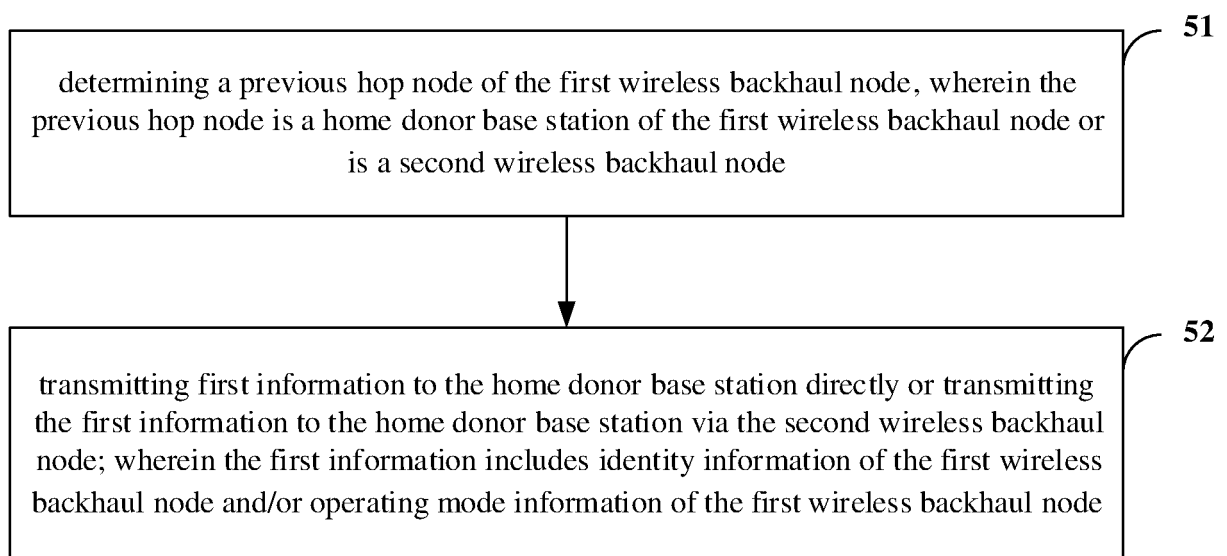 51
determining a previous hop node of the first wireless backhaul node, wherein the
previous hop node is a home donor base station of the first wireless backhaul node or
is a second wireless backhaul node
52
transmitting first information to the home donor base station directly or transmitting
the first information to the home donor base station via the second wireless backhaul
node; wherein the first information includes identity information of the first wireless
backhaul node and/or operating mode information of the first wireless backhaul node